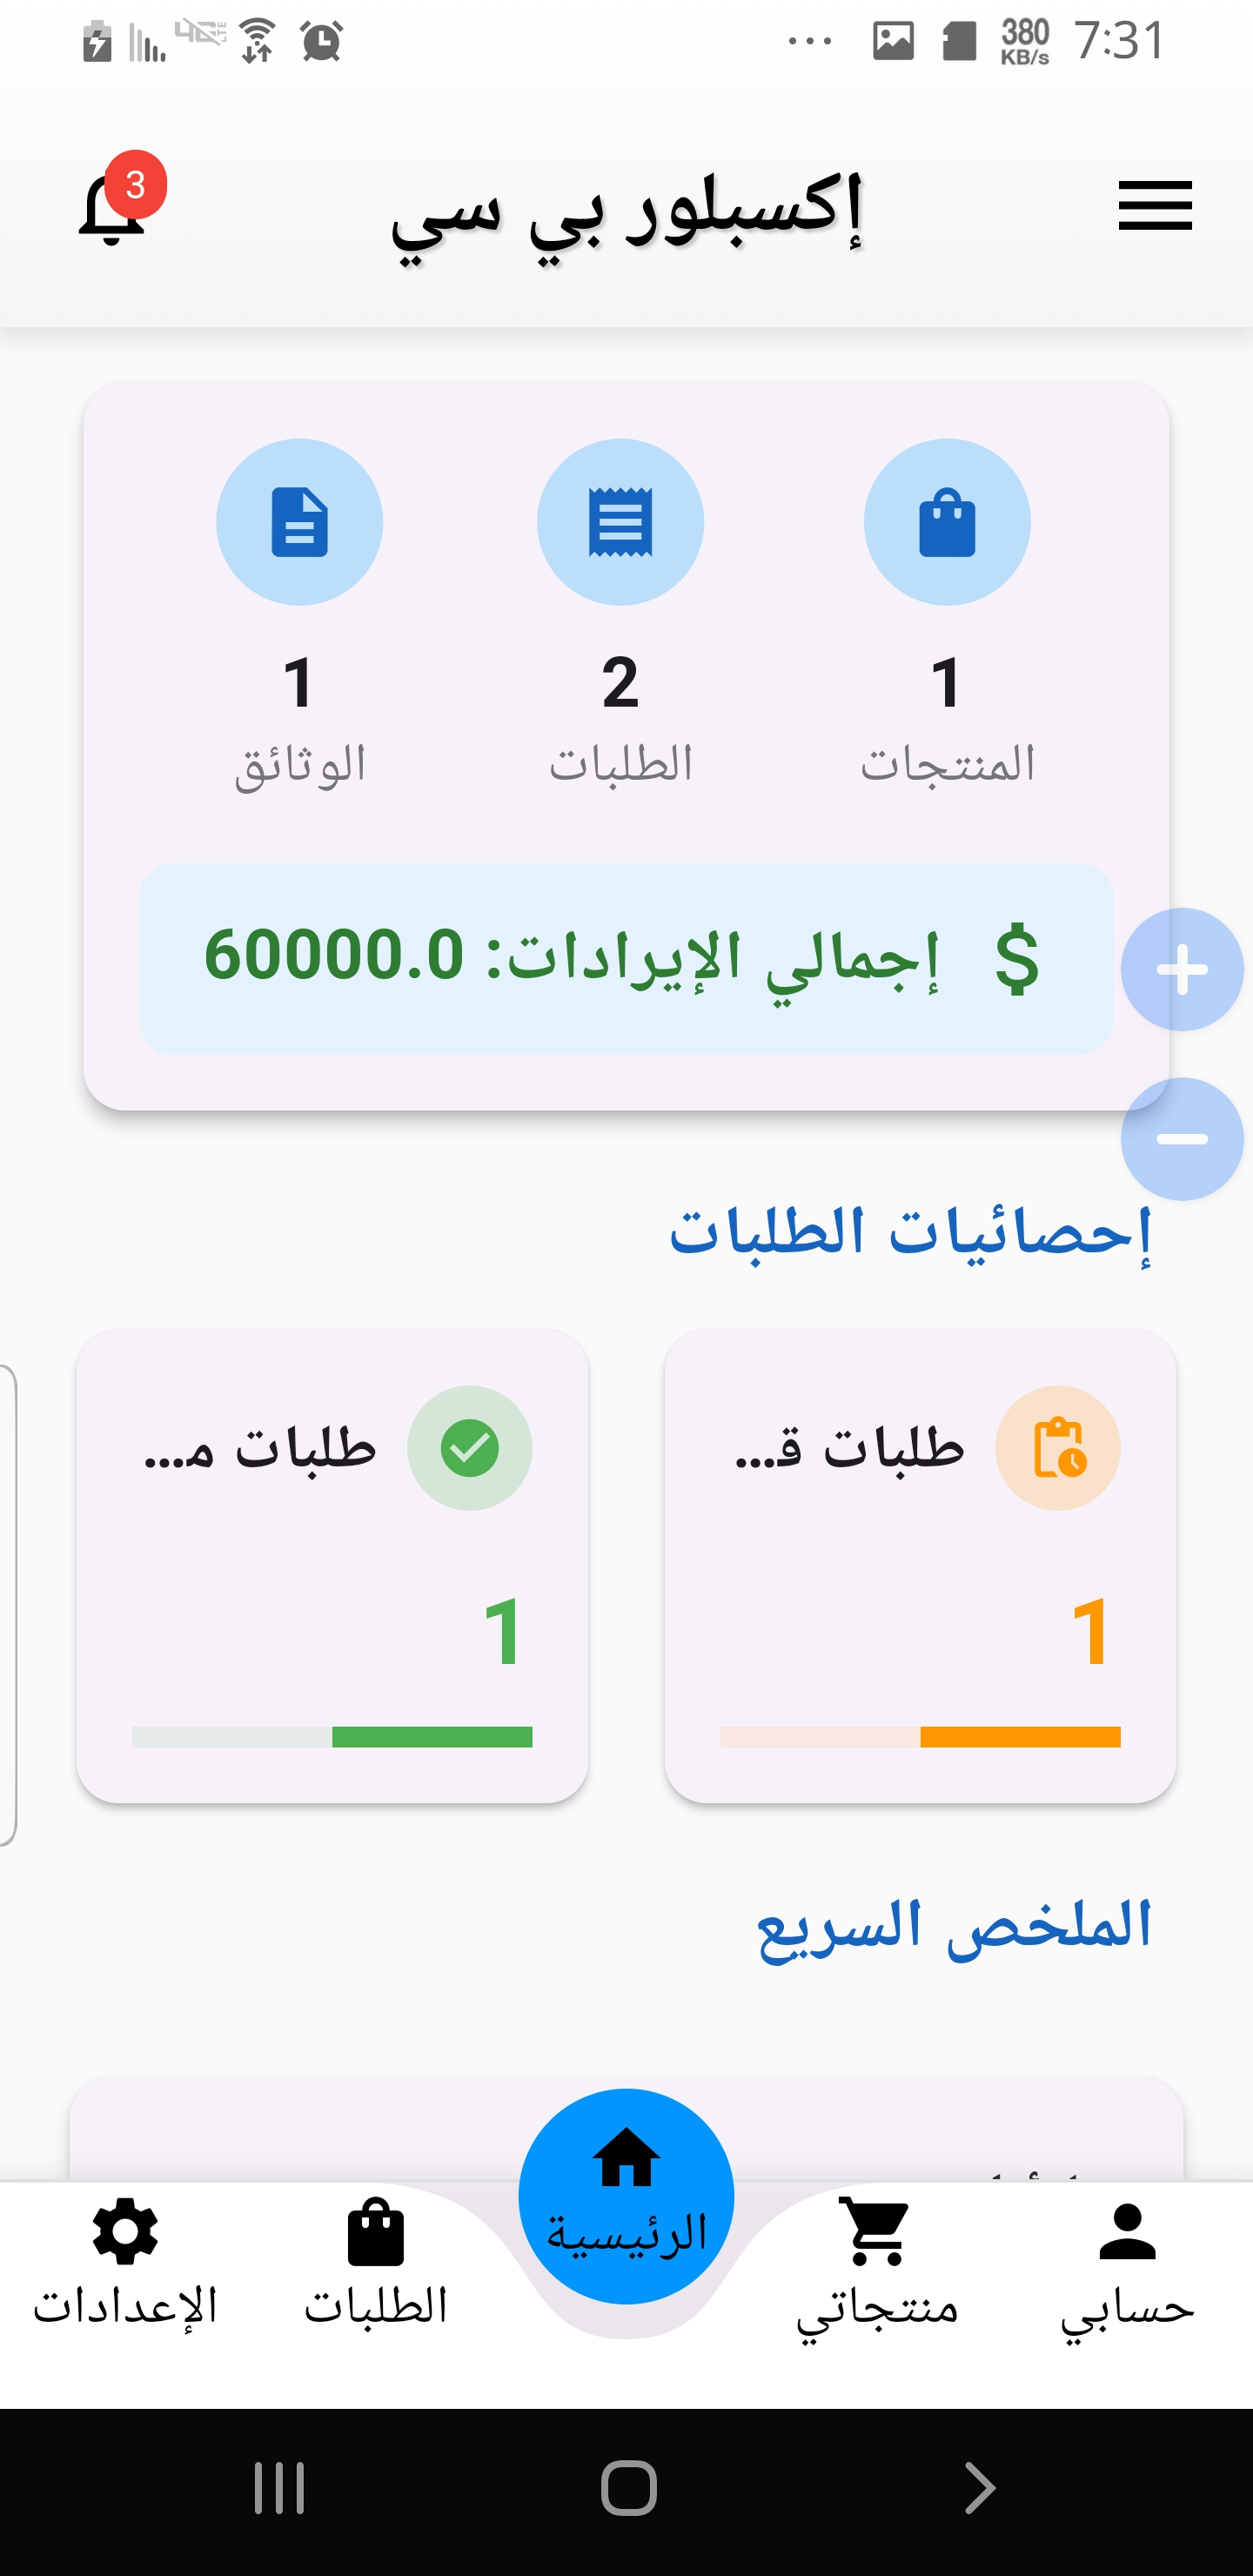 380 KB/s 7:31
3
إكسبلور بي سي
1 2 1
المنتجات الطلبات الوثائق
$ إجمالي الإيرادات: 60000.0
إحصائيات الطلبات
طلبات ق... طلبات م...
1 1
الملخص السريع
الرئيسية
حسابي منتجاتي الطلبات الإعدادات